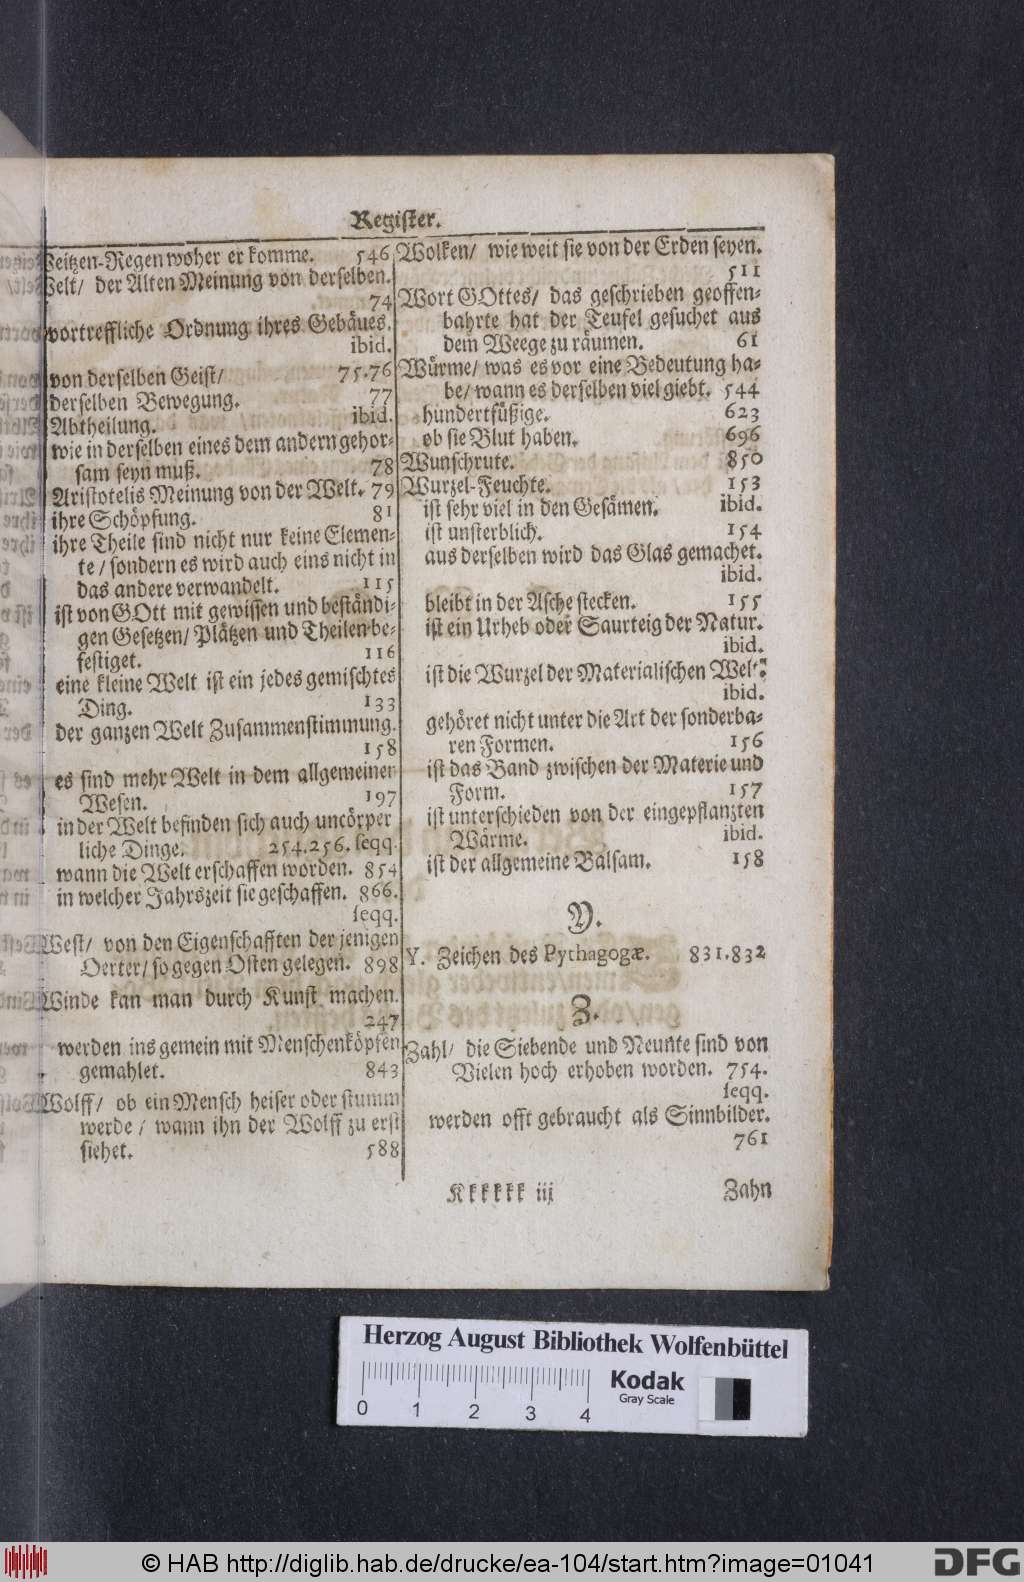 Register.
Weitzen-Regen woher er komme. 546
Welt/ der Alten Meinung von derselben.
74
vortreffliche Ordnung ihres Gebäues.
ibid.
von derselben Geist/ 75.76
derselben Bewegung. 77
Abtheilung. ibid.
wie in derselben eines dem andern gehor-
sam seyn muß. 78
Aristotelis Meinung von der Welt. 79
ihre Schöpfung. 81
ihre Theile sind nicht nur keine Elemen-
te/ sondern es wird auch eins nicht in
das andere verwandelt. 115
ist von GOtt mit gewissen und beständi-
gen Gesetzen/ Plätzen und Theilen be-
festiget. 116
eine kleine Welt ist ein jedes gemischtes
Ding. 133
der ganzen Welt Zusammenstimmung.
158
es sind mehr Welt in dem allgemeinen
Wesen. 197
in der Welt befinden sich auch uncörper
liche Dinge. 254.256. seqq.
wann die Welt erschaffen worden. 854
in welcher Jahrszeit sie geschaffen. 866.
seqq.
West/ von den Eigenschafften der jenigen
Oerter/ so gegen Osten gelegen. 898
Winde kan man durch Kunst machen.
247
werden ins gemein mit Menschenköpfen
gemahlet. 843
Wolff/ ob ein Mensch heiser oder stumm
werde/ wann ihn der Wolff zu erst
siehet. 588
Wolken/ wie weit sie von der Erden seyen.
511
Wort GOttes/ das geschrieben geoffen-
bahrte hat der Teufel gesuchet aus
dem Weege zu räumen. 61
Würme/ was es vor eine Bedeutung ha-
be/ wann es derselben viel giebt. 544
hundertfüßige. 623
ob sie Blut haben. 696
Wunschrute. 850
Wurzel-Feuchte. 153
ist sehr viel in den Gesämen. ibid.
ist unsterblich. 154
aus derselben wird das Glas gemachet.
ibid.
bleibt in der Asche stecken. 155
ist ein Urheb oder Saurteig der Natur.
ibid.
ist die Wurzel der Materialischen Welt.
ibid.
gehöret nicht unter die Art der sonderba-
ren Formen. 156
ist das Band zwischen der Materie und
Form. 157
ist unterschieden von der eingepflanzten
Wärme. ibid.
ist der allgemeine Balsam. 158
Y.
Y. Zeichen des Pythagogæ. 831.832
Z.
Zahl/ die Siebende und Neunte sind von
Vielen hoch erhoben worden. 754.
seqq.
werden offt gebraucht als Sinnbilder.
761
Kkkkkk iij Zahn
Herzog August Bibliothek Wolfenbüttel
0 1 2 3 4
Kodak
Gray Scale
© HAB http://diglib.hab.de/drucke/ea-104/start.htm?image=01041
DFG